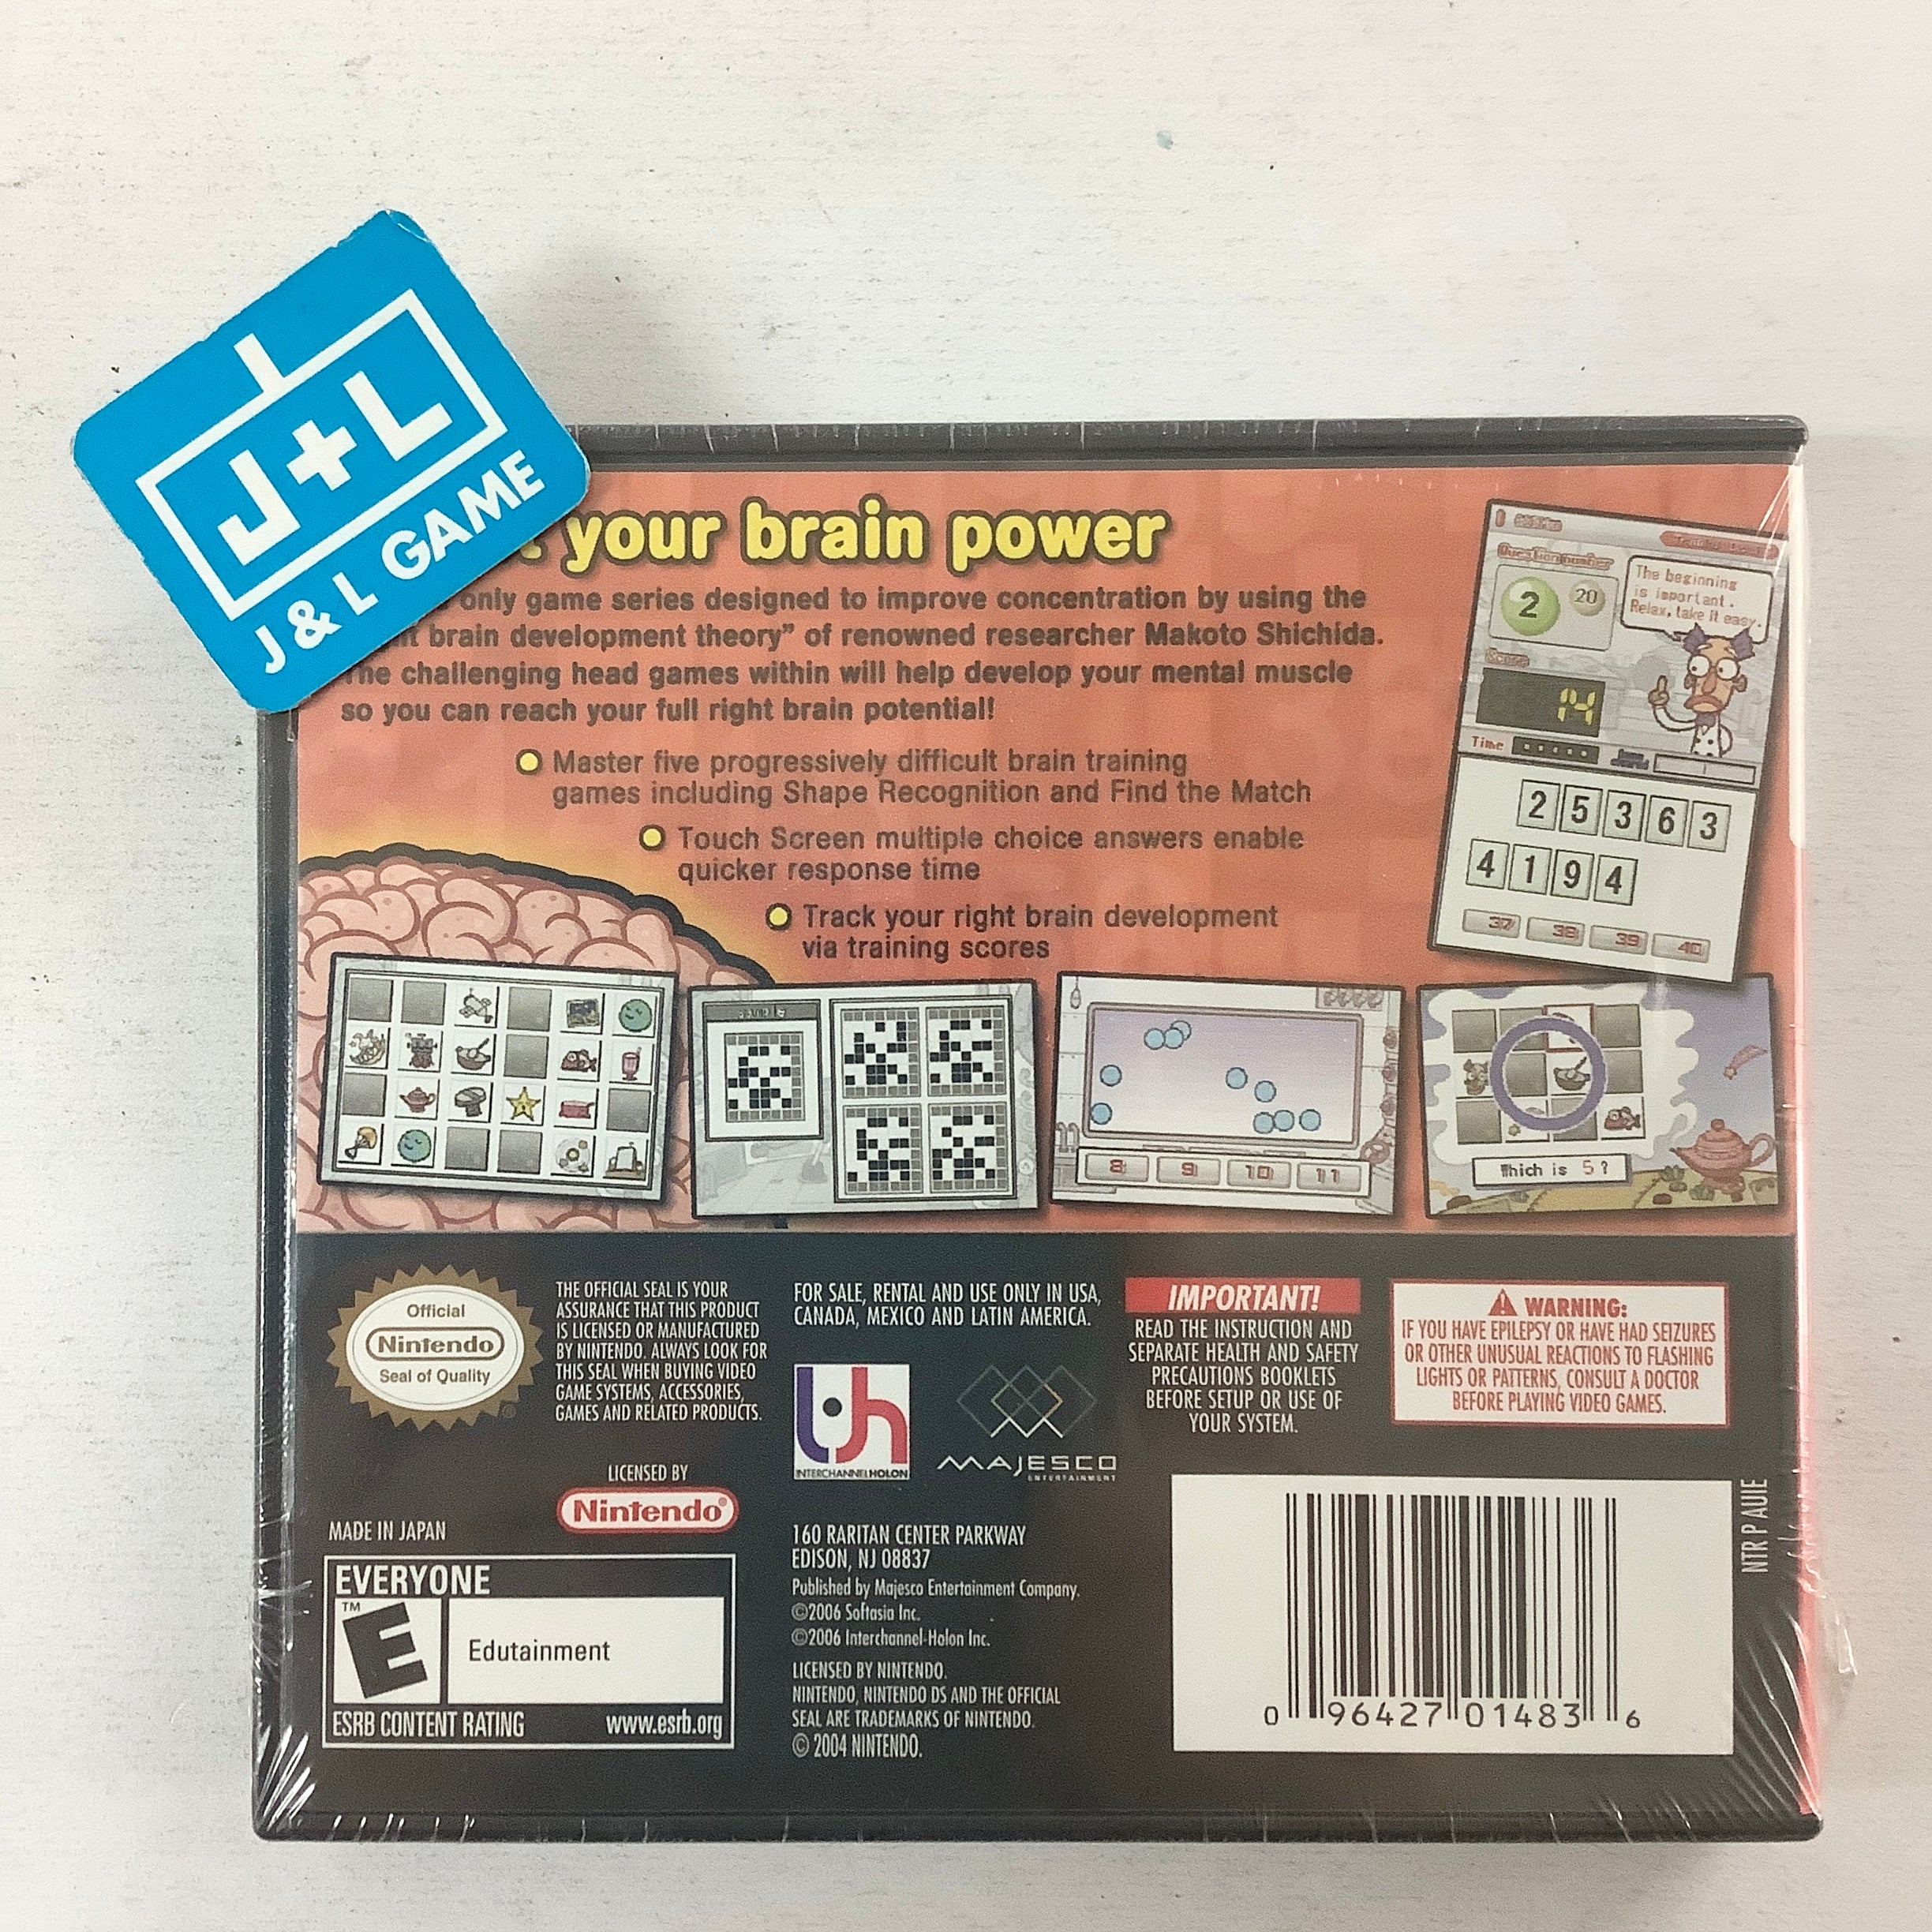 J+L
J & L GAME
your brain power
only game series designed to improve concentration by using the
brain development theory” of renowned researcher Makoto Shichida.
The challenging head games within will help develop your mental muscle
so you can reach your full right brain potential!
Master five progressively difficult brain training
games including Shape Recognition and Find the Match
Touch Screen multiple choice answers enable
quicker response time
Track your right brain development
via training scores
Question number
2 20
The beginning
is important.
Relax, take it easy.
Score
14
Time
2 5 3 6 3
4 1 9 4
37 38 39 40
8 9 10 11
Which is 5?
Official
Nintendo
Seal of Quality
THE OFFICIAL SEAL IS YOUR
ASSURANCE THAT THIS PRODUCT
IS LICENSED OR MANUFACTURED
BY NINTENDO. ALWAYS LOOK FOR
THIS SEAL WHEN BUYING VIDEO
GAME SYSTEMS, ACCESSORIES,
GAMES AND RELATED PRODUCTS.
FOR SALE, RENTAL AND USE ONLY IN USA,
CANADA, MEXICO AND LATIN AMERICA.
INTERCHANNEL HOLON
MAJESCO
ENTERTAINMENT
IMPORTANT!
READ THE INSTRUCTION AND
SEPARATE HEALTH AND SAFETY
PRECAUTIONS BOOKLETS
BEFORE SETUP OR USE OF
YOUR SYSTEM.
WARNING:
IF YOU HAVE EPILEPSY OR HAVE HAD SEIZURES
OR OTHER UNUSUAL REACTIONS TO FLASHING
LIGHTS OR PATTERNS, CONSULT A DOCTOR
BEFORE PLAYING VIDEO GAMES.
LICENSED BY
Nintendo®
MADE IN JAPAN
EVERYONE
TM
E
Edutainment
ESRB CONTENT RATING www.esrb.org
160 RARITAN CENTER PARKWAY
EDISON, NJ 08837
Published by Majesco Entertainment Company.
©2006 Softasia Inc.
©2006 Interchannel-Holon Inc.
LICENSED BY NINTENDO.
NINTENDO, NINTENDO DS AND THE OFFICIAL
SEAL ARE TRADEMARKS OF NINTENDO.
© 2004 NINTENDO.
NTR P AUIE
0 96427 01483 6